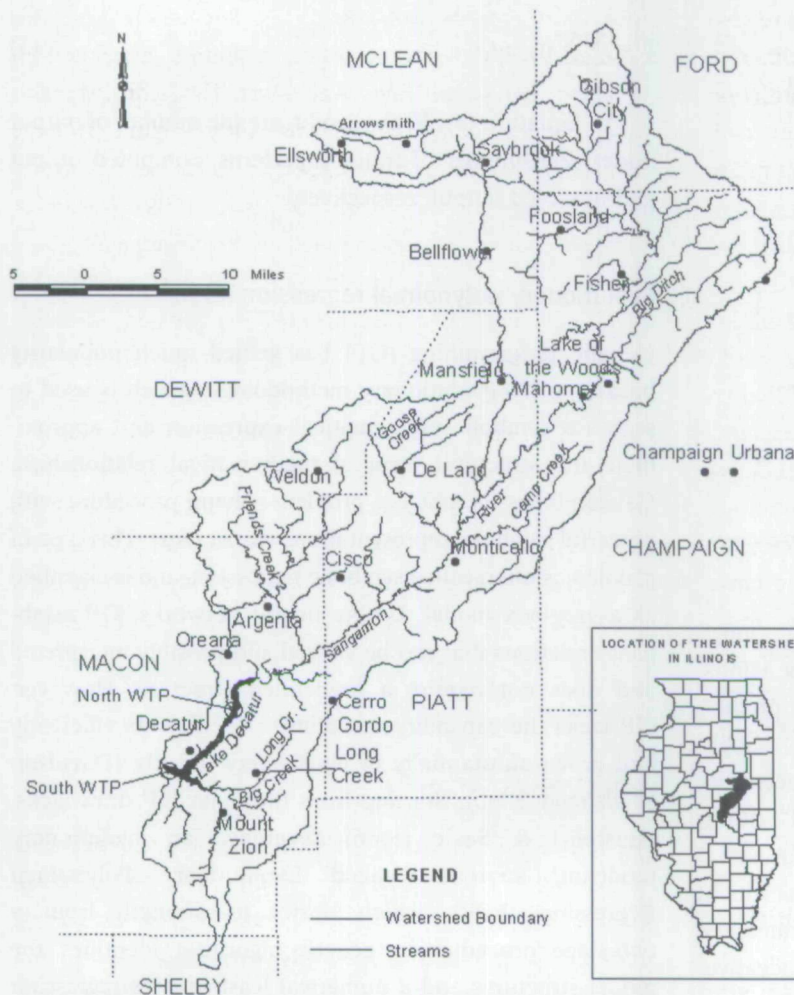 MCLEAN
FORD
N
Gibson
City
Arrowsmith
Ellsworth
Saybrook
Foosland
Bellflower
Fisher
Big Ditch
5 0 5 10 Miles
Lake of
the Woods
Mansfield
Mahomet
DEWITT
Goose
Creek
Champaign Urbana
De Land
Weldon
River
Camp Creek
Friends Creek
Cisco
Monticello
CHAMPAIGN
Argenta
Sangamon
Oreana
MACON
North WTP
Cerro
Gordo
PIATT
Decatur
Lake Decatur
Long Cr
Long
Creek
Big Creek
South WTP
Mount
Zion
LOCATION OF THE WATERSHE
IN ILLINOIS
LEGEND
Watershed Boundary
Streams
SHELBY